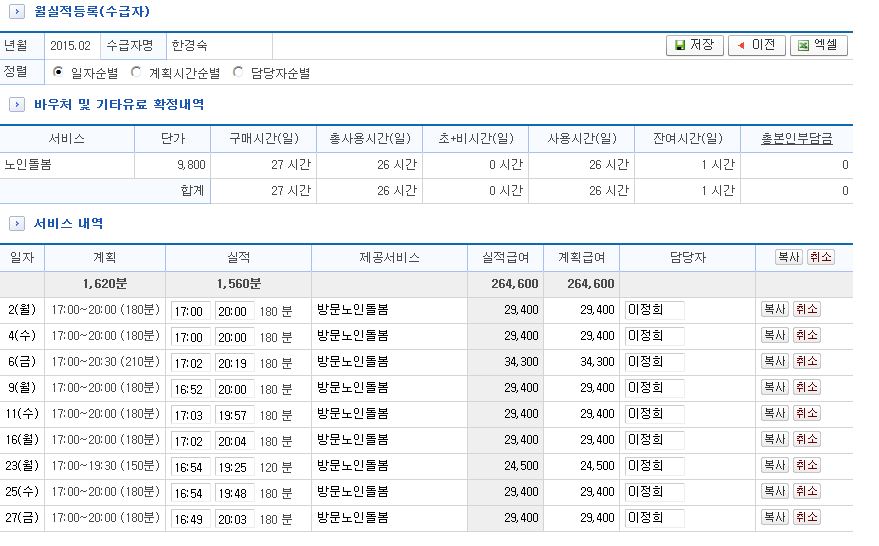 월실적등록(수급자)
년월 2015.02 수급자명 한경숙 저장 이전 엑셀
정렬 일자순별 계획시간순별 담당자순별
바우처 및 기타유료 확정내역
서비스 단가 구매시간(일) 총사용시간(일) 초+비시간(일) 사용시간(일) 잔여시간(일) 총본인부담금
노인돌봄 9,800 27 시간 26 시간 0 시간 26 시간 1 시간 0
합계 27 시간 26 시간 0 시간 26 시간 1 시간 0
서비스 내역
일자 계획 실적 제공서비스 실적급여 계획급여 담당자 복사 취소
1,620분 1,560분 264,600 264,600
2(월) 17:00~20:00 (180분) 17:00 20:00 180 분 방문노인돌봄 29,400 29,400 이정희 복사 취소
4(수) 17:00~20:00 (180분) 17:00 20:00 180 분 방문노인돌봄 29,400 29,400 이정희 복사 취소
6(금) 17:00~20:30 (210분) 17:02 20:19 180 분 방문노인돌봄 34,300 34,300 이정희 복사 취소
9(월) 17:00~20:00 (180분) 16:52 20:00 180 분 방문노인돌봄 29,400 29,400 이정희 복사 취소
11(수) 17:00~20:00 (180분) 17:03 19:57 180 분 방문노인돌봄 29,400 29,400 이정희 복사 취소
16(월) 17:00~20:00 (180분) 17:02 20:04 180 분 방문노인돌봄 29,400 29,400 이정희 복사 취소
23(월) 17:00~19:30 (150분) 16:54 19:25 120 분 방문노인돌봄 24,500 24,500 이정희 복사 취소
25(수) 17:00~20:00 (180분) 16:54 19:48 180 분 방문노인돌봄 29,400 29,400 이정희 복사 취소
27(금) 17:00~20:00 (180분) 16:49 20:03 180 분 방문노인돌봄 29,400 29,400 이정희 복사 취소